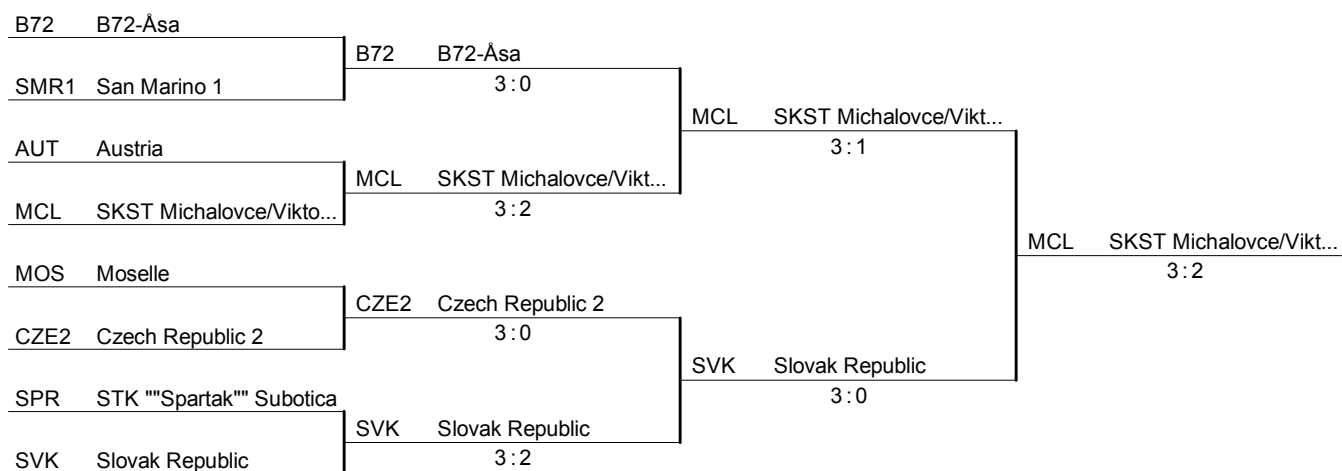 B72 B72-Åsa
B72 B72-Åsa
SMR1 San Marino 1
3 : 0
MCL SKST Michalovce/Vikt...
3 : 1
AUT Austria
MCL SKST Michalovce/Vikt...
MCL SKST Michalovce/Vikto...
3 : 2
MCL SKST Michalovce/Vikt...
3 : 2
MOS Moselle
CZE2 Czech Republic 2
CZE2 Czech Republic 2
3 : 0
SVK Slovak Republic
3 : 0
SPR STK ""Spartak"" Subotica
SVK Slovak Republic
SVK Slovak Republic
3 : 2